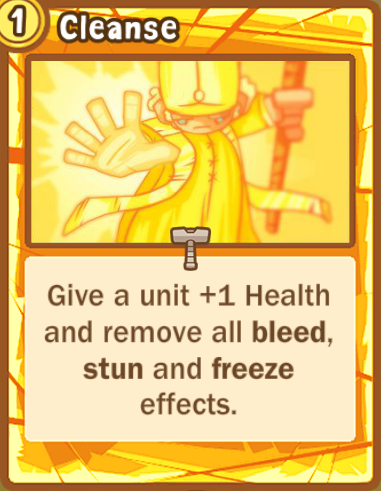 1 Cleanse
Give a unit +1 Health
and remove all bleed,
stun and freeze
effects.